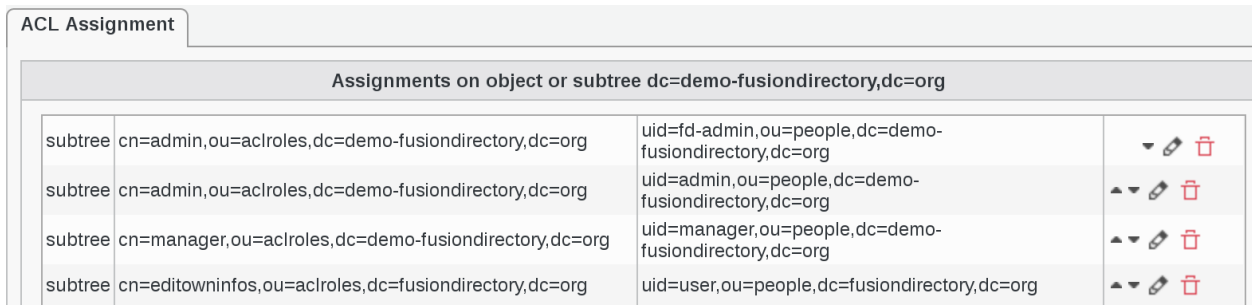 ACL Assignment
Assignments on object or subtree dc=demo-fusiondirectory,dc=org
subtree cn=admin,ou=aclroles,dc=demo-fusiondirectory,dc=org uid=fd-admin,ou=people,dc=demo-
fusiondirectory,dc=org
subtree cn=admin,ou=aclroles,dc=demo-fusiondirectory,dc=org uid=admin,ou=people,dc=demo-
fusiondirectory,dc=org
subtree cn=manager,ou=aclroles,dc=demo-fusiondirectory,dc=org uid=manager,ou=people,dc=demo-
fusiondirectory,dc=org
subtree cn=editowninfos,ou=aclroles,dc=fusiondirectory,dc=org uid=user,ou=people,dc=fusiondirectory,dc=org